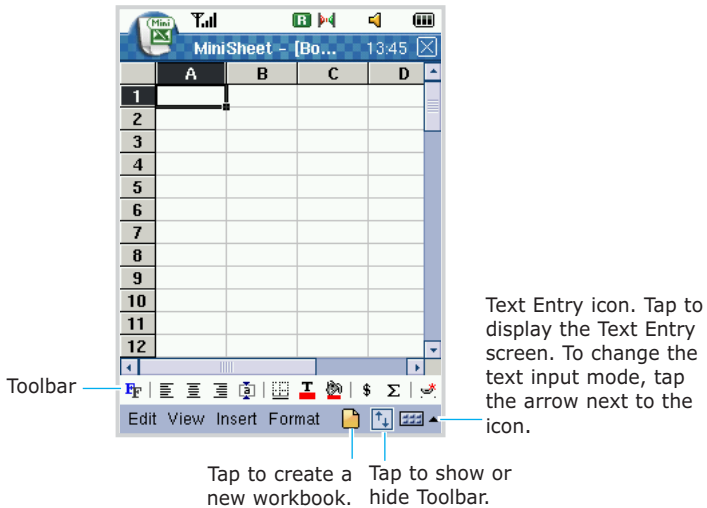 Mini
R
MiniSheet - [Bo... 13:45
A B C D
1
2
3
4
5
6
7
8
9
10
11
12
Toolbar
FF a T $ Σ
Edit View Insert Format
Text Entry icon. Tap to
display the Text Entry
screen. To change the
text input mode, tap
the arrow next to the
icon.
Tap to create a
new workbook.
Tap to show or
hide Toolbar.